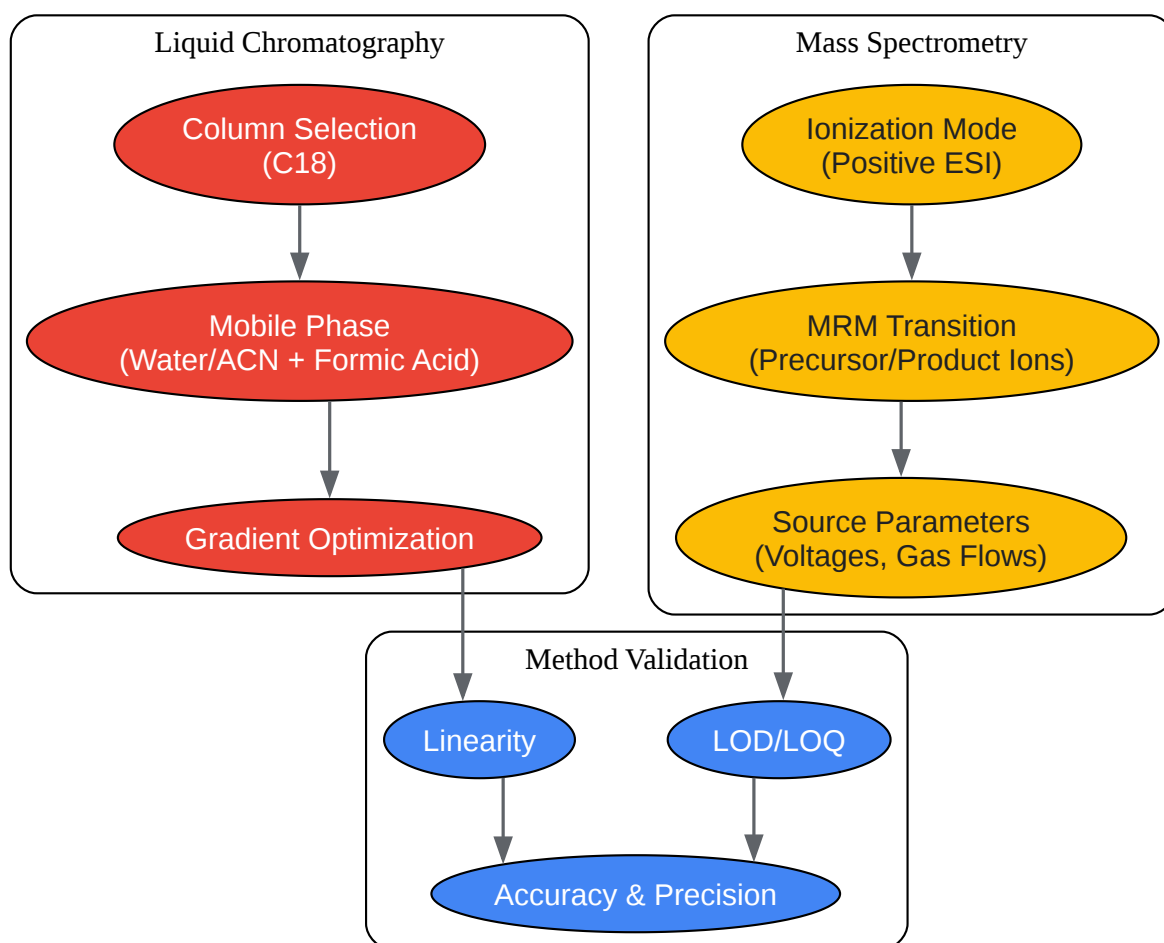 Liquid Chromatography
Column Selection
(C18)
Mobile Phase
(Water/ACN + Formic Acid)
Gradient Optimization
Mass Spectrometry
Ionization Mode
(Positive ESI)
MRM Transition
(Precursor/Product Ions)
Source Parameters
(Voltages, Gas Flows)
Method Validation
Linearity
LOD/LOQ
Accuracy & Precision